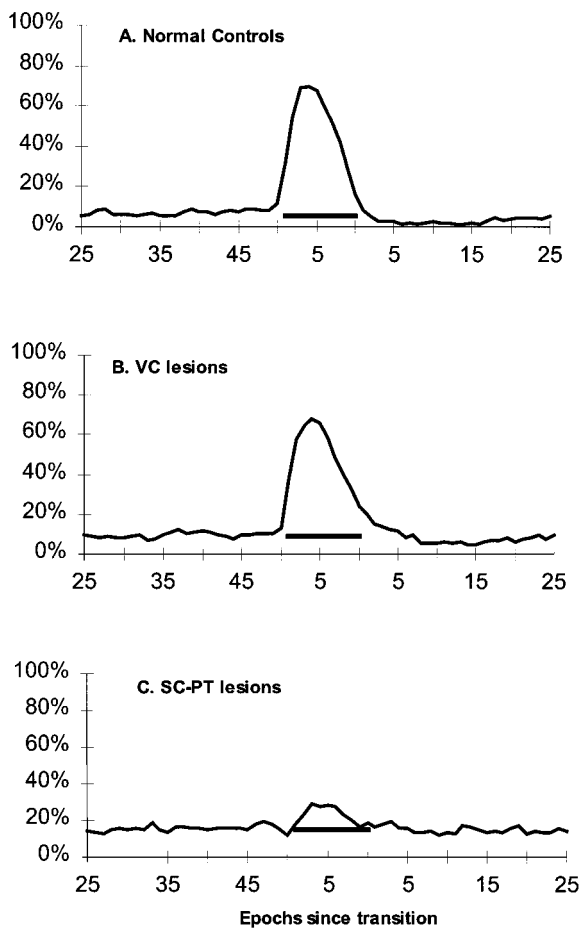 100%
A. Normal Controls
80%
60%
40%
20%
0%
25 35 45 5 5 15 25
100%
B. VC lesions
80%
60%
40%
20%
0%
25 35 45 5 5 15 25
100%
C. SC-PT lesions
80%
60%
40%
20%
0%
25 35 45 5 5 15 25
Epochs since transition